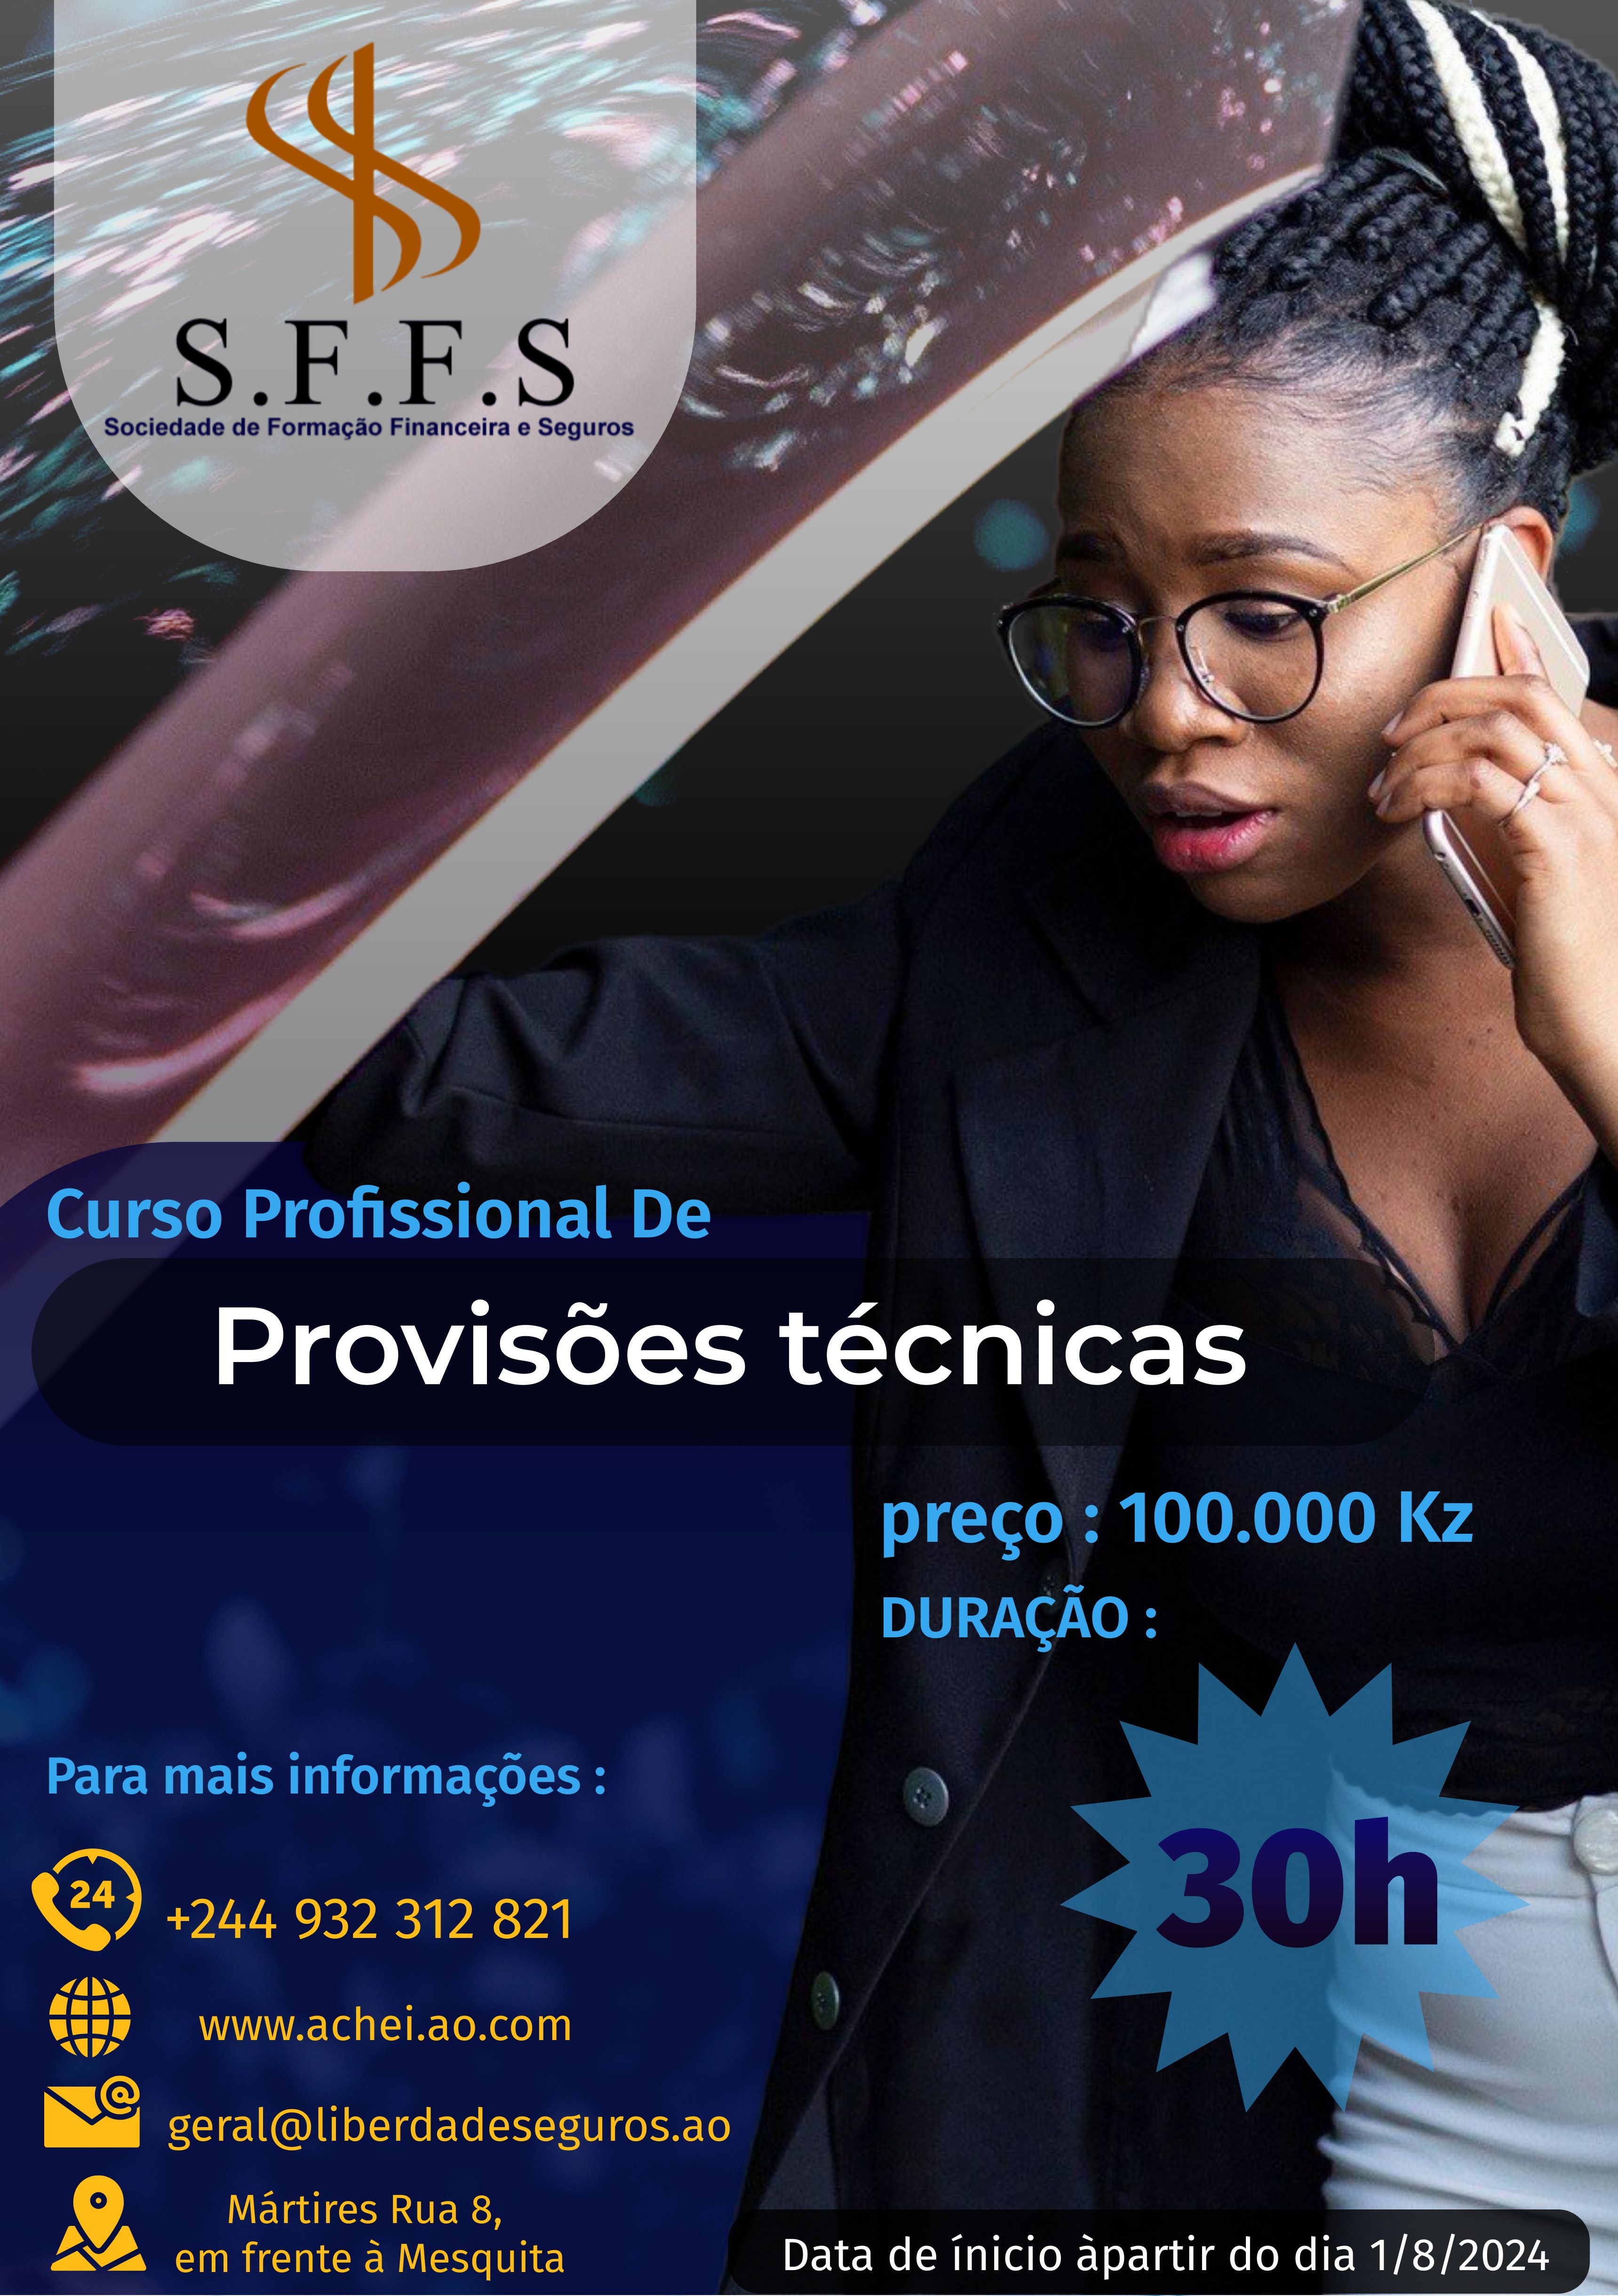 S.F.F.S
Sociedade de Formação Financeira e Seguros
Curso Profissional De
Provisões técnicas
preço : 100.000 Kz
DURAÇÃO :
30h
Para mais informações :
24
+244 932 312 821
www.achei.ao.com
@
geral@liberdadeseguros.ao
Mártires Rua 8,
em frente à Mesquita
Data de ínicio àpartir do dia 1/8/2024